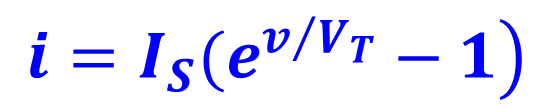 i = I_S(e^{v/V_T} − 1)